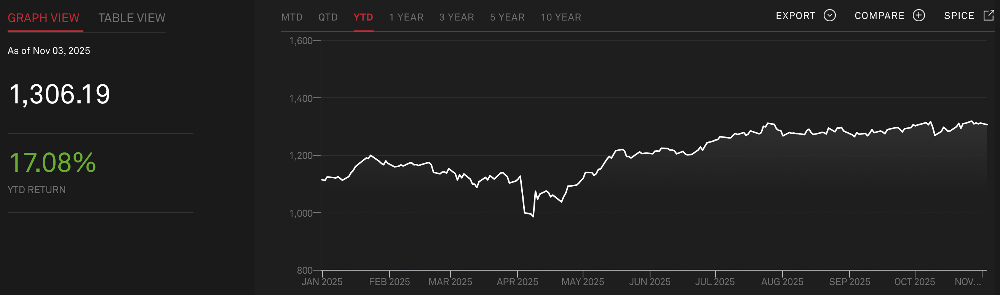 GRAPH VIEW TABLE VIEW
As of Nov 03, 2025
1,306.19
17.08%
YTD RETURN
MTD QTD YTD 1 YEAR 3 YEAR 5 YEAR 10 YEAR
EXPORT COMPARE SPICE
1,600
1,400
1,200
1,000
800
JAN 2025 FEB 2025 MAR 2025 APR 2025 MAY 2025 JUN 2025 JUL 2025 AUG 2025 SEP 2025 OCT 2025 NOV...